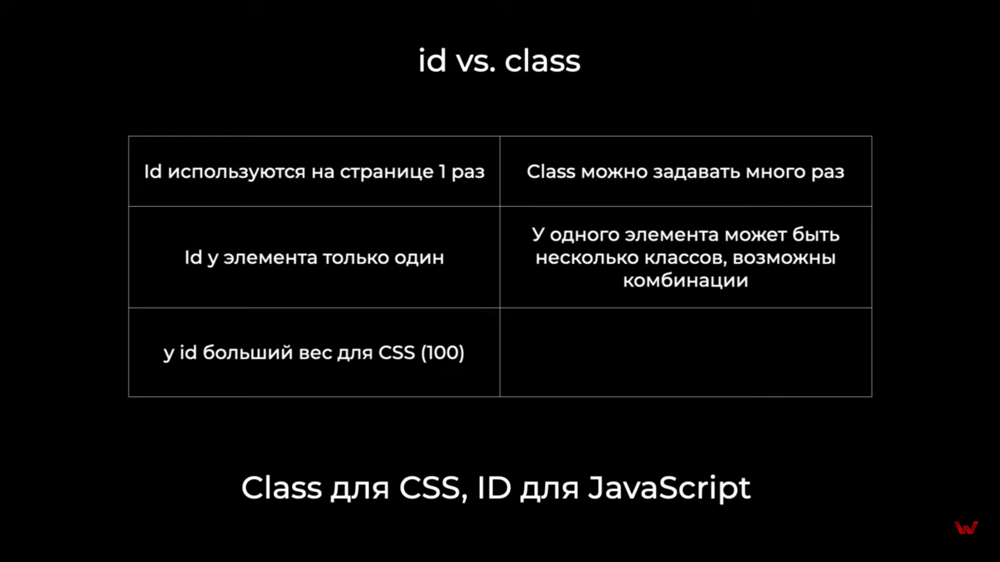 id vs. class
Id используются на странице 1 раз
Class можно задавать много раз
Id у элемента только один
У одного элемента может быть
несколько классов, возможны
комбинации
у id больший вес для CSS (100)
Class для CSS, ID для JavaScript